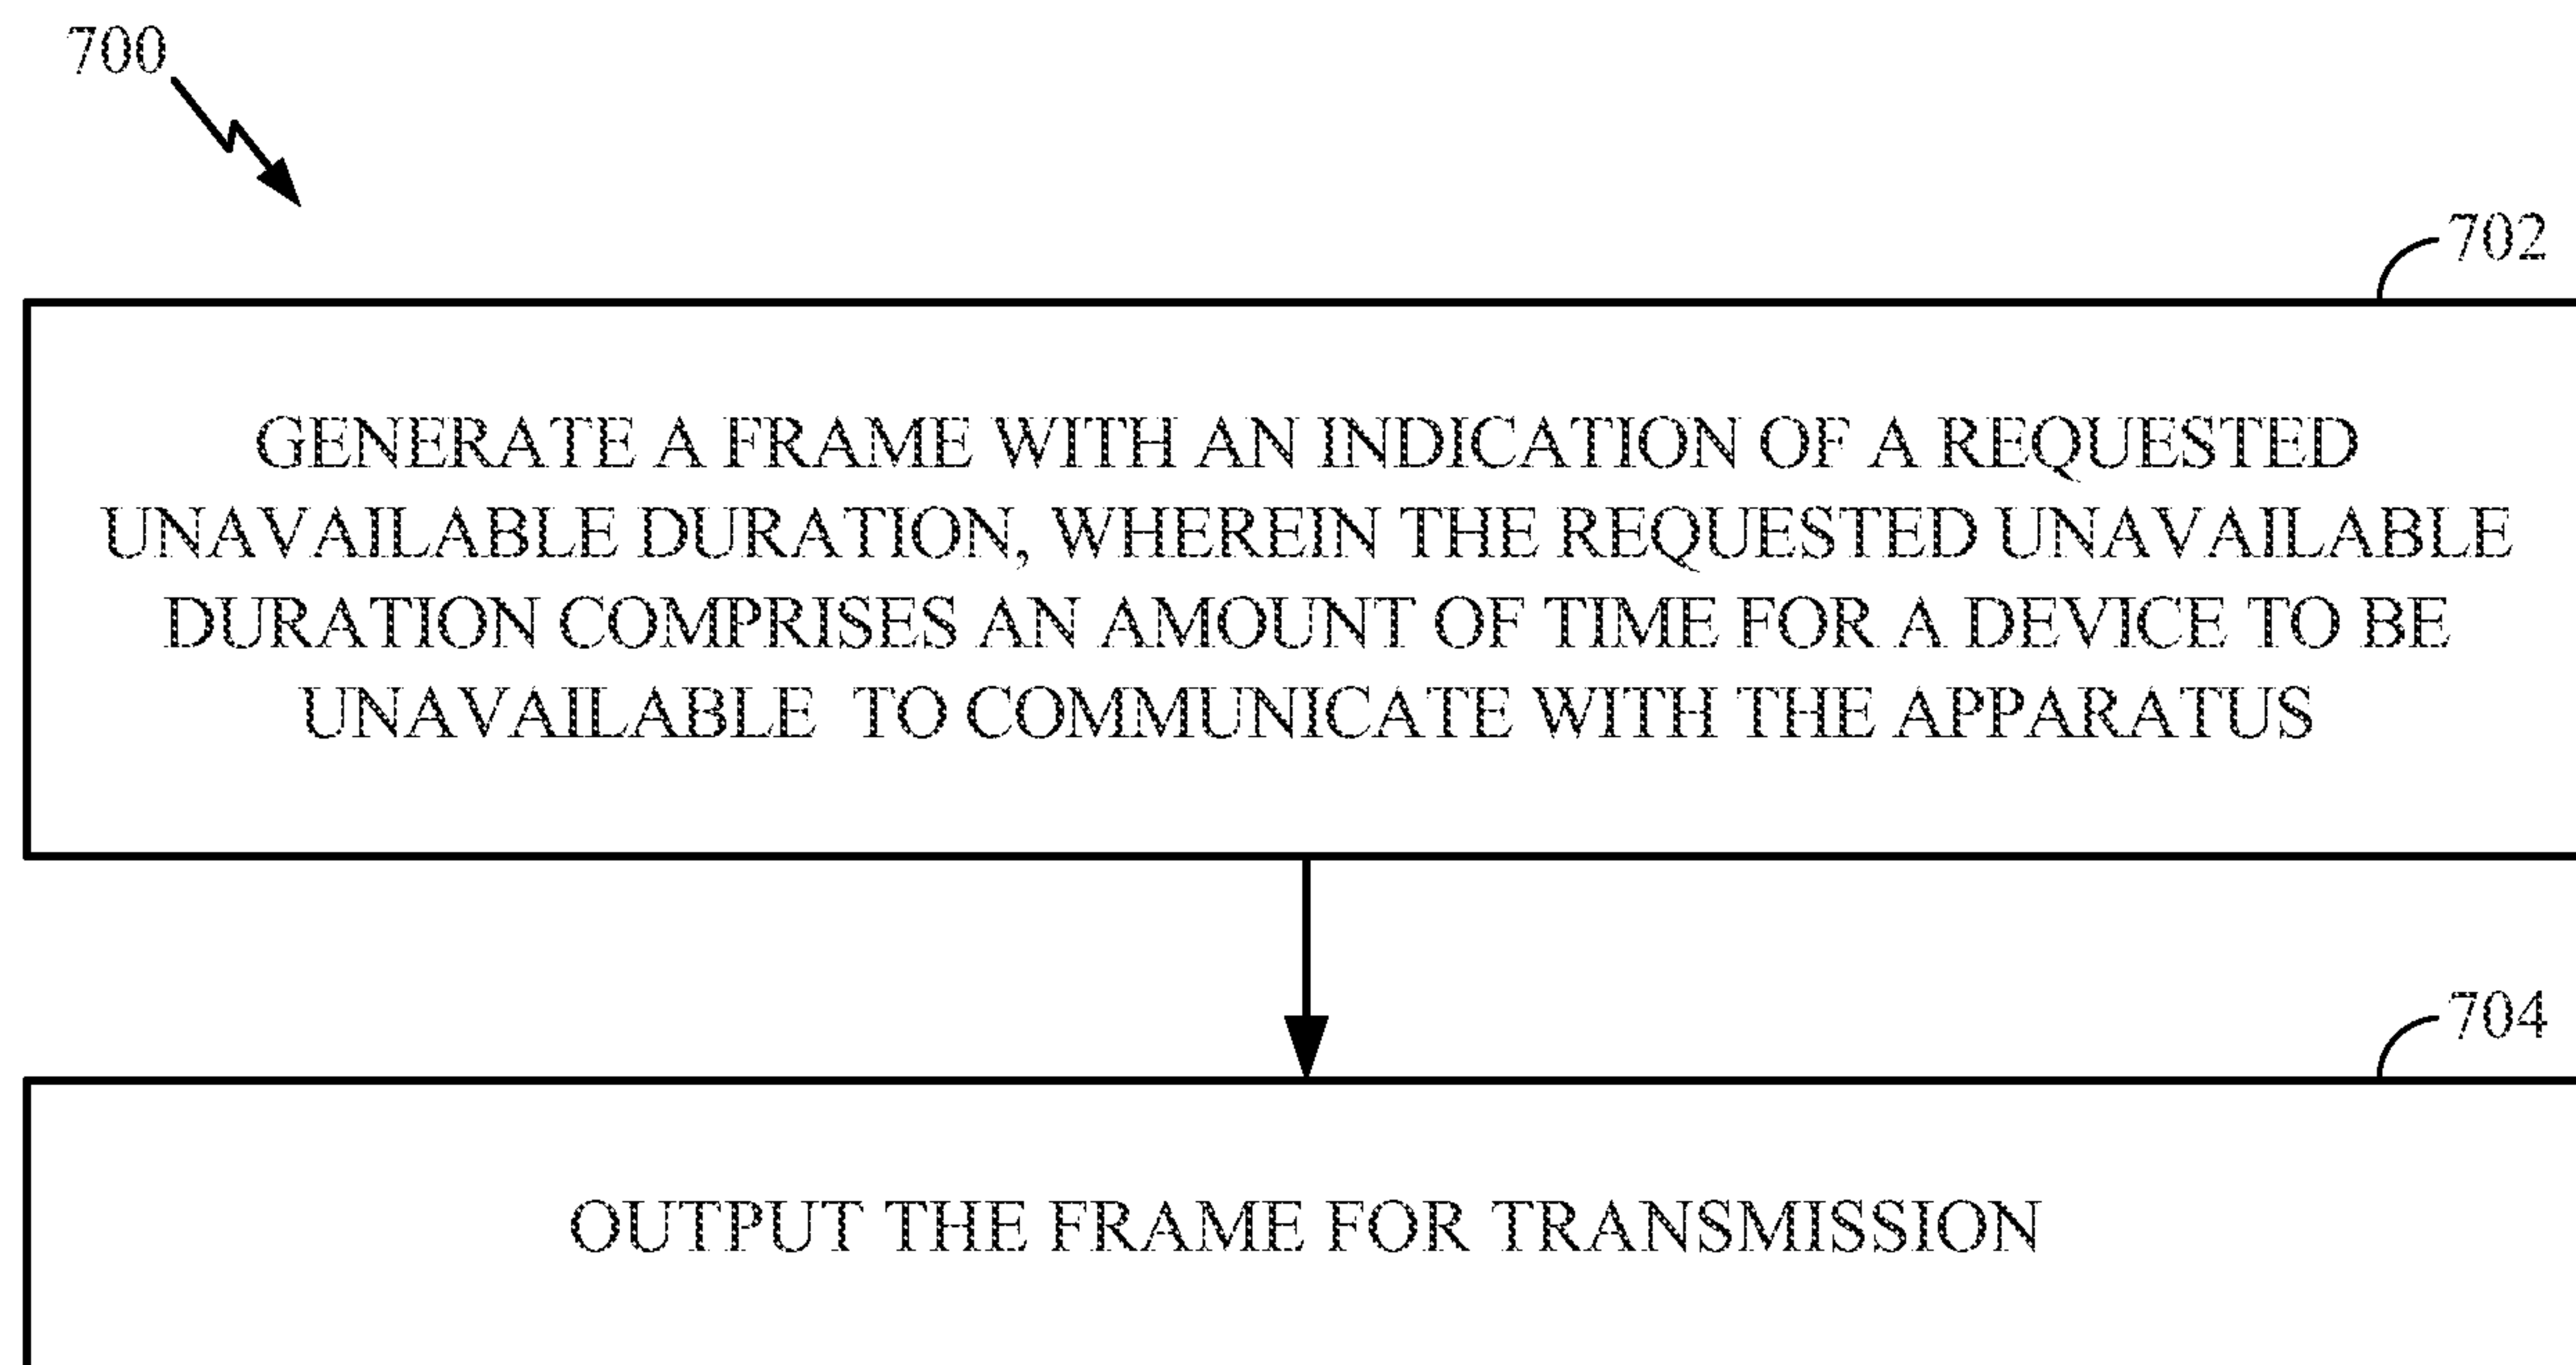 700
702
GENERATE A FRAME WITH AN INDICATION OF A REQUESTED
UNAVAILABLE DURATION, WHEREIN THE REQUESTED UNAVAILABLE
DURATION COMPRISES AN AMOUNT OF TIME FOR A DEVICE TO BE
UNAVAILABLE TO COMMUNICATE WITH THE APPARATUS
704
OUTPUT THE FRAME FOR TRANSMISSION